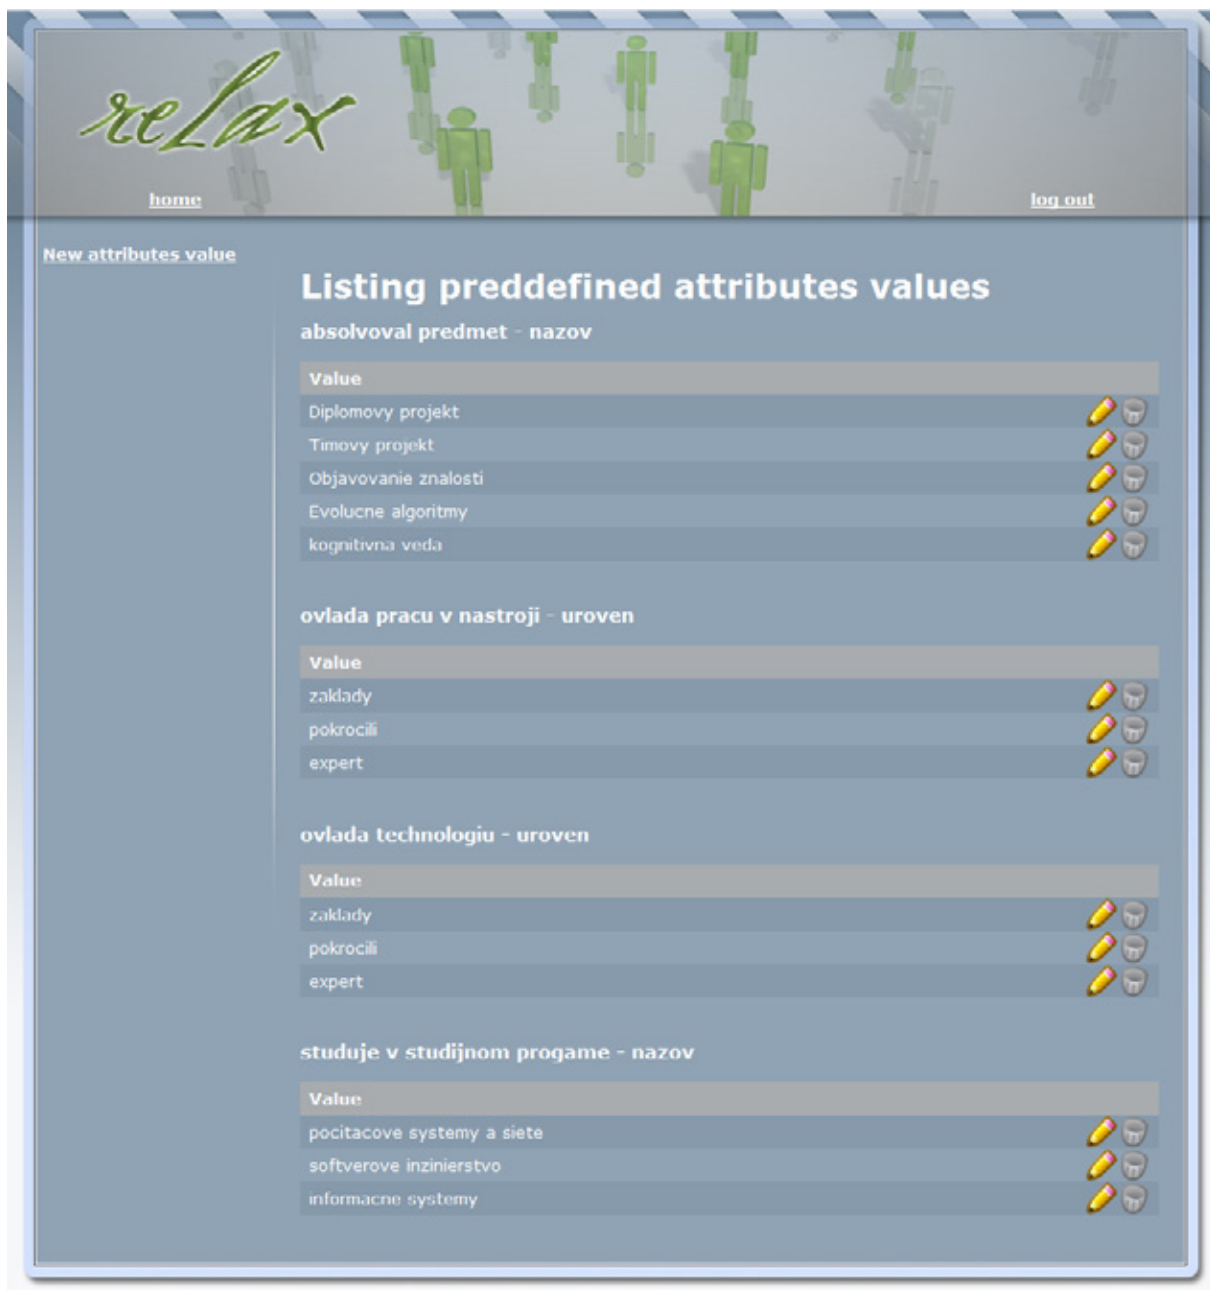 relax
home
log out
New attributes value
Listing preddefined attributes values
absolvoval predmet - nazov
Value
Diplomovy projekt
Timovy projekt
Objavovanie znalosti
Evolucne algoritmy
kognitivna veda
ovlada pracu v nastroji - uroven
Value
zaklady
pokrocili
expert
ovlada technologiu - uroven
Value
zaklady
pokrocili
expert
studuje v studijnom progame - nazov
Value
pocitacove systemy a siete
softverove inzinierstvo
informacne systemy